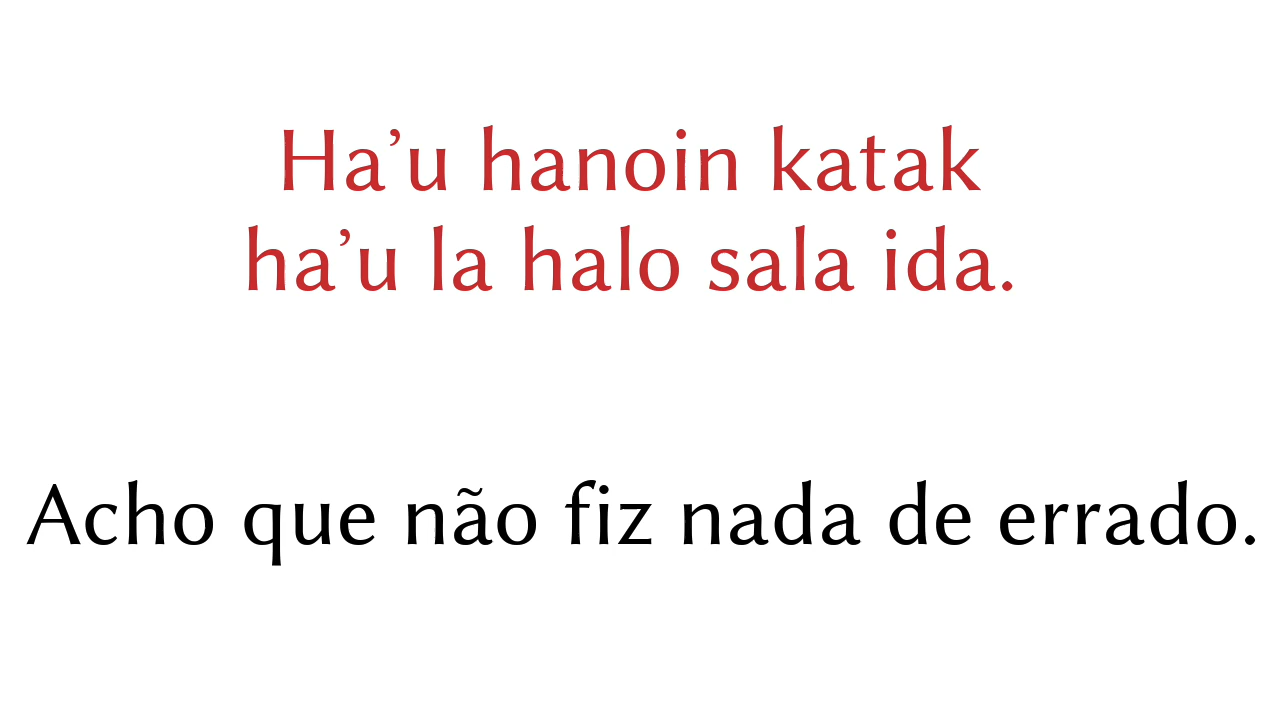 Ha’u hanoin katak
ha’u la halo sala ida.
Acho que não fiz nada de errado.